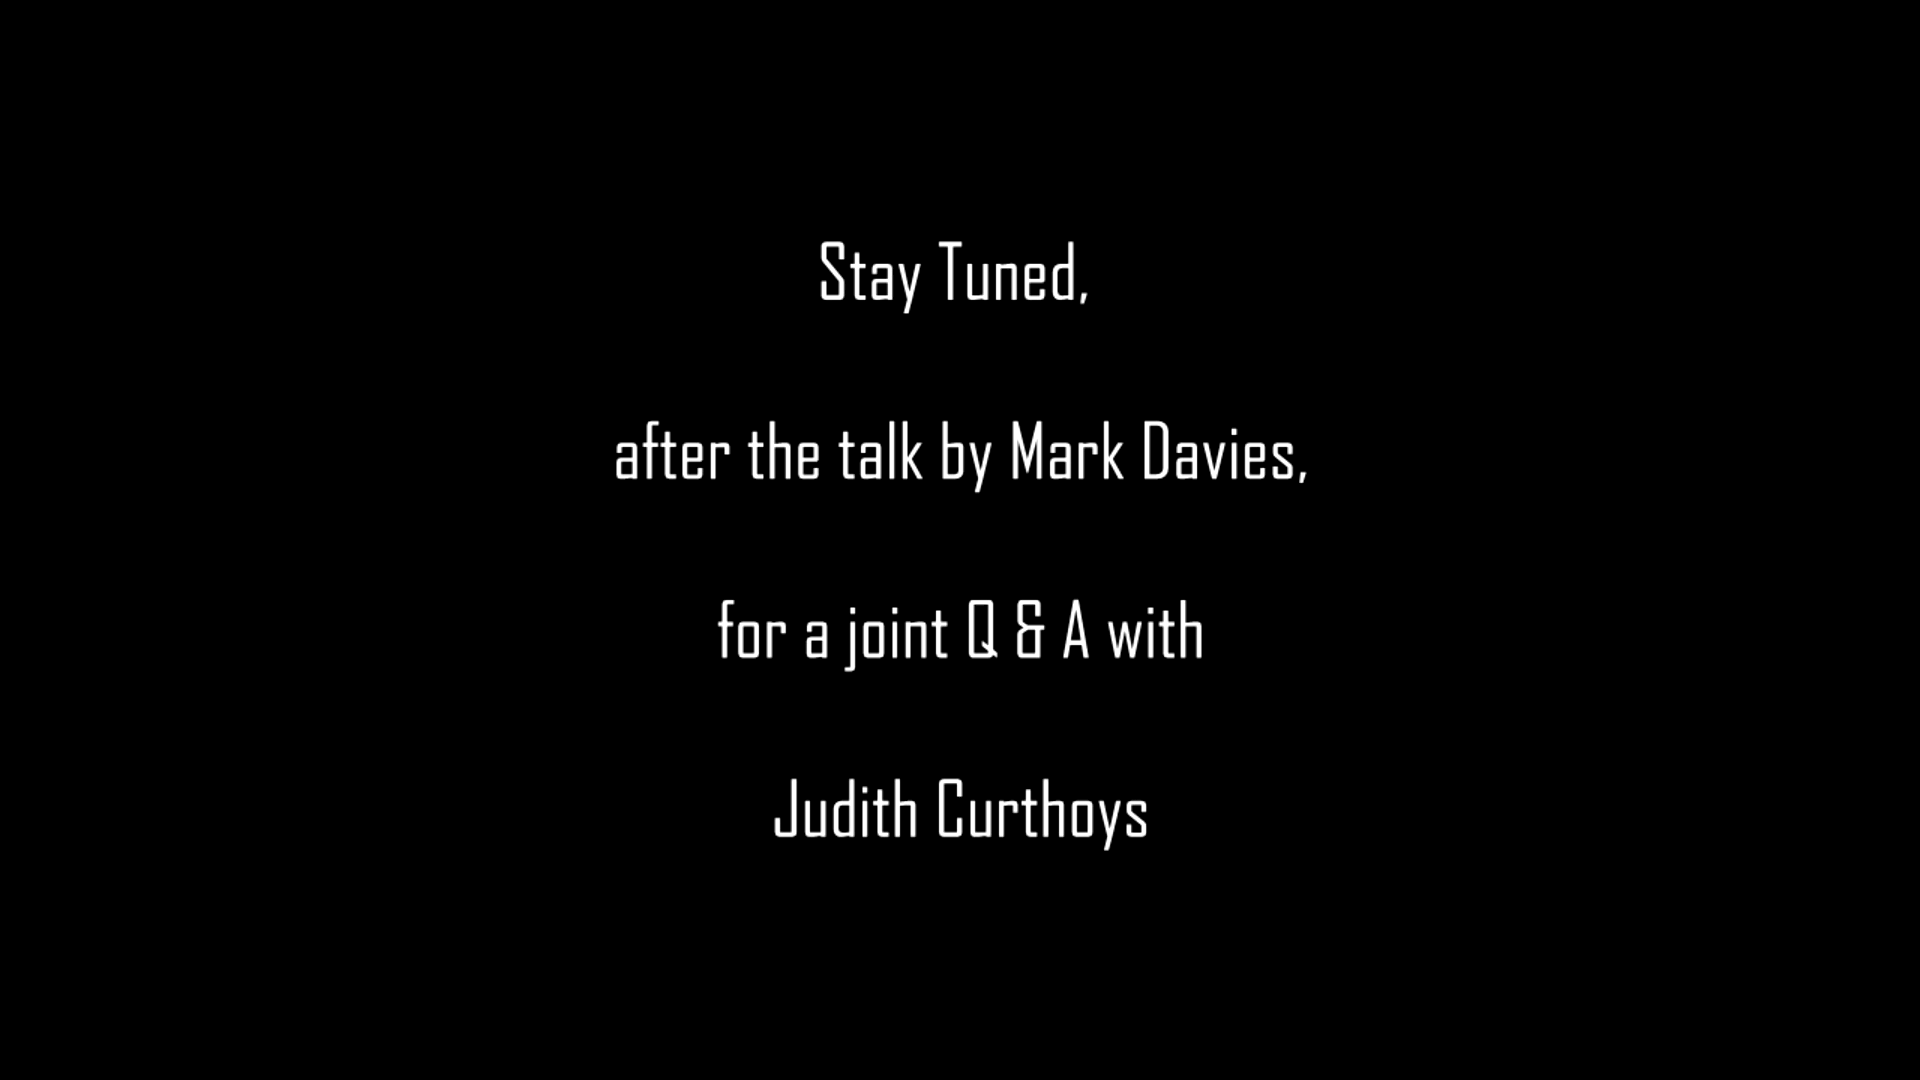 Stay Tuned,
after the talk by Mark Davies,
for a joint Q & A with
Judith Curthoys